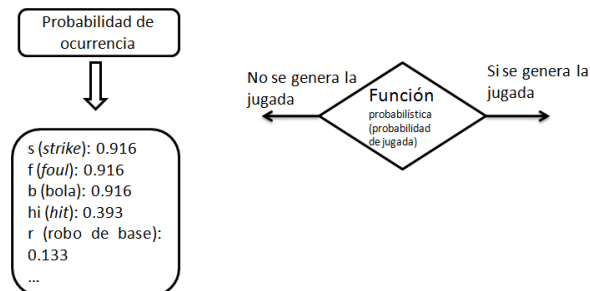 Probabilidad de
ocurrencia
s (strike): 0.916
f (foul): 0.916
b (bola): 0.916
hi (hit): 0.393
r (robo de base):
0.133
...
No se genera la
jugada
Función
probabilística
(probabilidad
de jugada)
Si se genera la
jugada